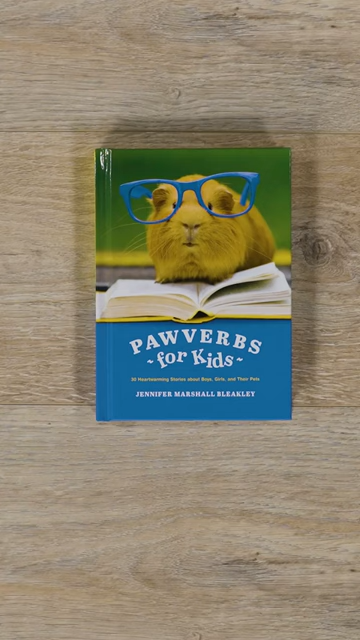 PAWVERBS
~for Kids~
30 Heartwarming Stories about Boys, Girls, and Their Pets
JENNIFER MARSHALL BLEAKLEY